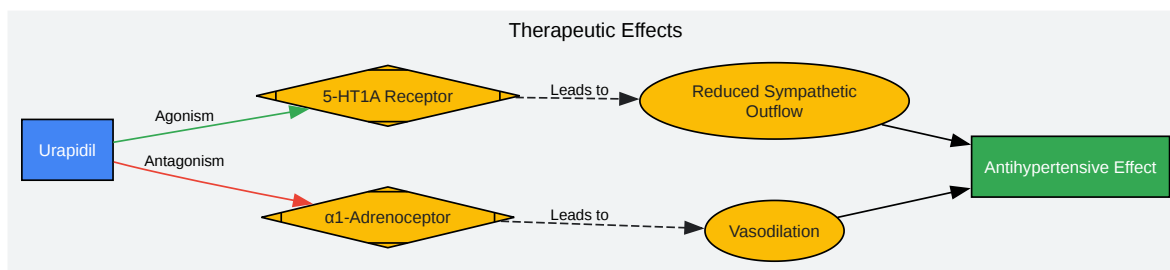 Therapeutic Effects
Urapidil
Agonism
Antagonism
5-HT1A Receptor
α1-Adrenoceptor
Leads to
Leads to
Reduced Sympathetic
Outflow
Vasodilation
Antihypertensive Effect